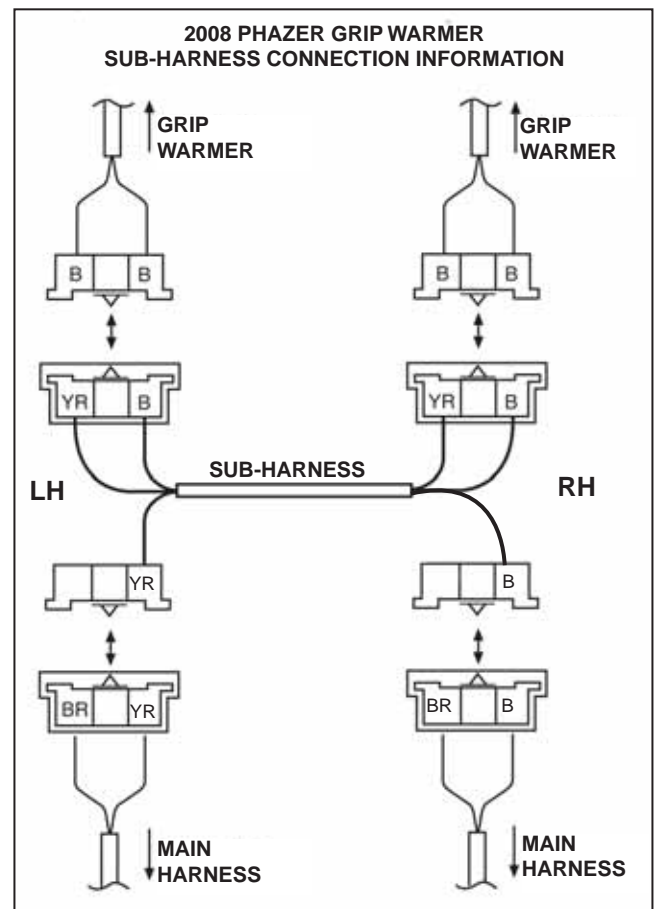 2008 PHAZER GRIP WARMER
SUB-HARNESS CONNECTION INFORMATION
GRIP
WARMER
GRIP
WARMER
B B
B B
YR B
YR B
SUB-HARNESS
LH
RH
YR
B
BR YR
BR B
MAIN
HARNESS
MAIN
HARNESS